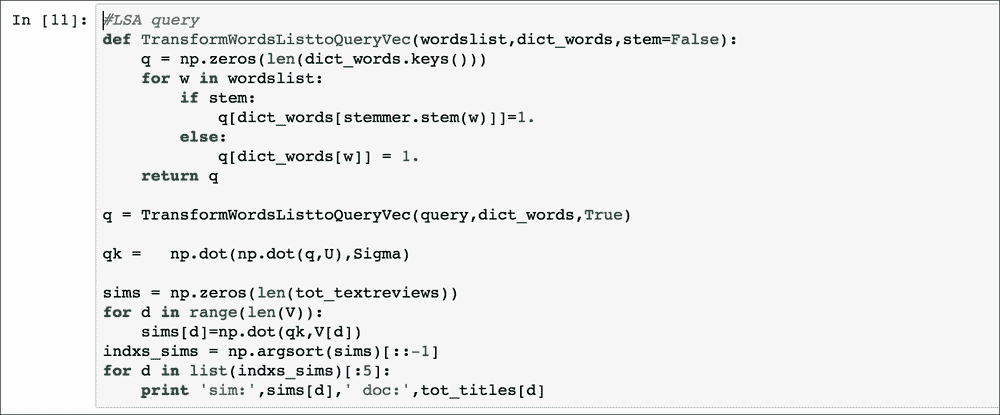 In [11]: #LSA query
def TransformWordsListtoQueryVec(wordslist,dict_words,stem=False):
    q = np.zeros(len(dict_words.keys()))
    for w in wordslist:
        if stem:
            q[dict_words[stemmer.stem(w)]]=1.
        else:
            q[dict_words[w]] = 1.
    return q

q = TransformWordsListtoQueryVec(query,dict_words,True)

qk =   np.dot(np.dot(q,U),Sigma)

sims = np.zeros(len(tot_textreviews))
for d in range(len(V)):
    sims[d]=np.dot(qk,V[d])
indxs_sims = np.argsort(sims)[::-1]
for d in list(indxs_sims)[:5]:
    print 'sim:',sims[d],' doc:',tot_titles[d]